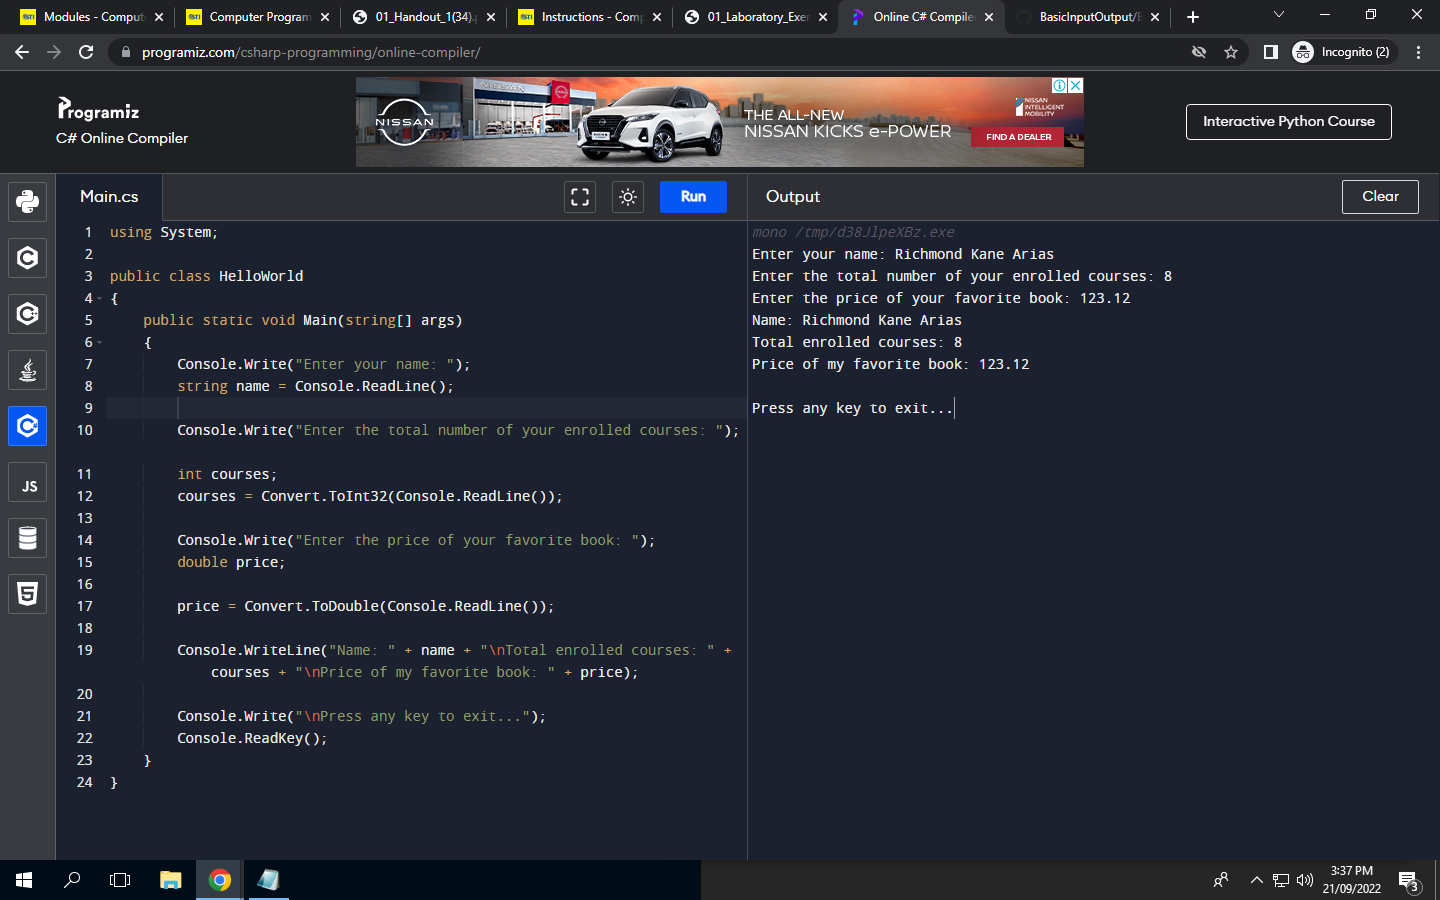 Modules - Comput
Computer Program
01_Handout_1(34).
Instructions - Comp
01_Laboratory_Exer
Online C# Compile
BasicInputOutput/
programiz.com/csharp-programming/online-compiler/
Incognito (2)
Programiz
C# Online Compiler
NISSAN
NISSAN
THE ALL-NEW
NISSAN KICKS e-POWER
NISSAN
INTELLIGENT
MOBILITY
FIND A DEALER
Interactive Python Course
Main.cs
Run
Output
Clear
1 using System;
2
3 public class HelloWorld
4 {
5 public static void Main(string[] args)
6 {
7 Console.Write("Enter your name: ");
8 string name = Console.ReadLine();
9
10 Console.Write("Enter the total number of your enrolled courses: ");
11 int courses;
12 courses = Convert.ToInt32(Console.ReadLine());
13
14 Console.Write("Enter the price of your favorite book: ");
15 double price;
16
17 price = Convert.ToDouble(Console.ReadLine());
18
19 Console.WriteLine("Name: " + name + "\nTotal enrolled courses: " +
courses + "\nPrice of my favorite book: " + price);
20
21 Console.Write("\nPress any key to exit...");
22 Console.ReadKey();
23 }
24 }
JS
5
mono /tmp/d38JlpeXBz.exe
Enter your name: Richmond Kane Arias
Enter the total number of your enrolled courses: 8
Enter the price of your favorite book: 123.12
Name: Richmond Kane Arias
Total enrolled courses: 8
Price of my favorite book: 123.12
Press any key to exit...
3:37 PM
21/09/2022
3